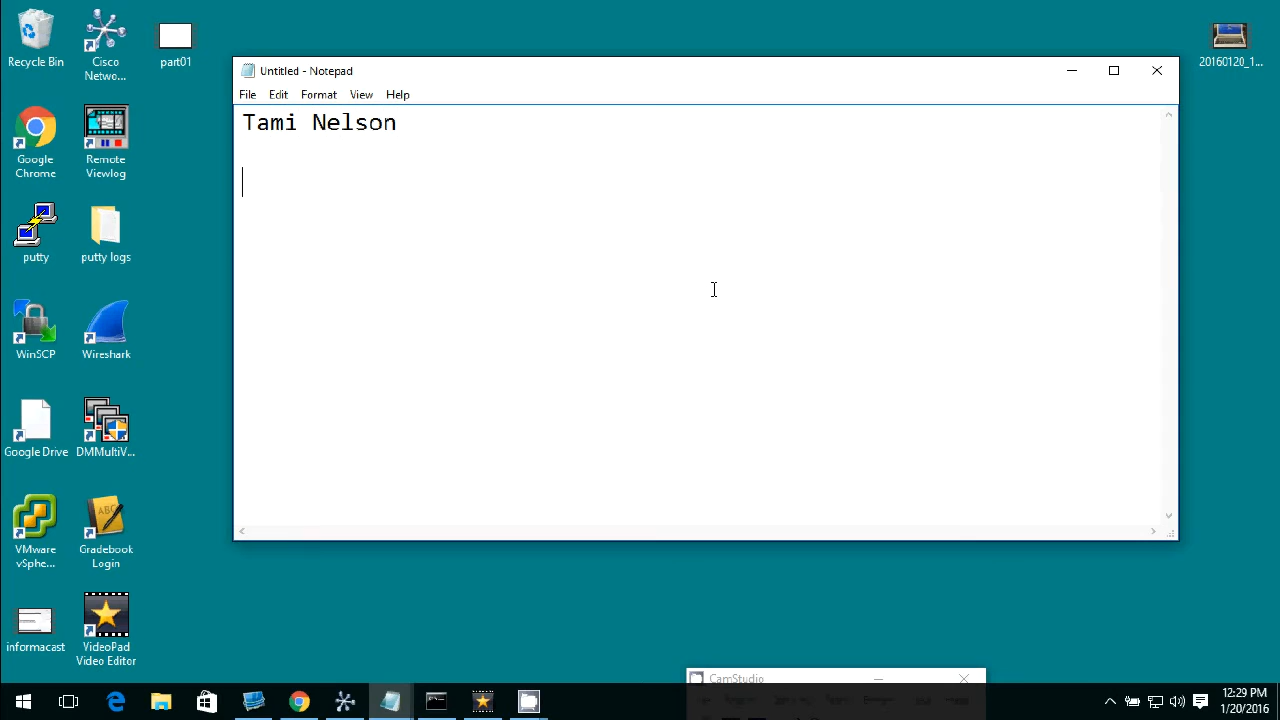 Recycle Bin
Cisco
Netwo...
part01
20160120_1...
Untitled - Notepad
File Edit Format View Help
Tami Nelson
Google
Chrome
Remote
Viewlog
putty
putty logs
WinSCP
Wireshark
Google Drive
DMMultiV...
VMware
vSphe...
Gradebook
Login
informacast
VideoPad
Video Editor
CamStudio
12:29 PM
1/20/2016